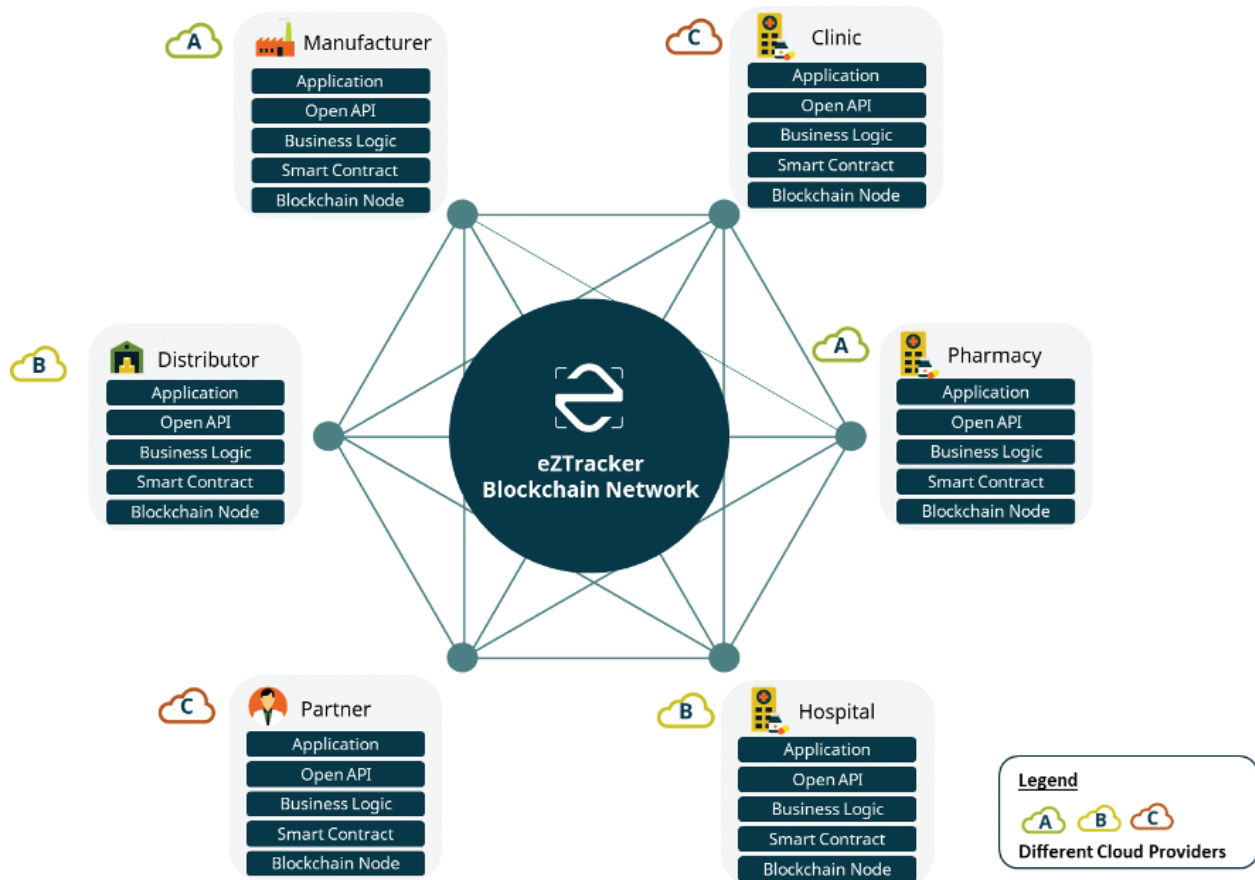 A
Manufacturer
Application
Open API
Business Logic
Smart Contract
Blockchain Node
C
Clinic
Application
Open API
Business Logic
Smart Contract
Blockchain Node
B
Distributor
Application
Open API
Business Logic
Smart Contract
Blockchain Node
eZTracker
Blockchain Network
A
Pharmacy
Application
Open API
Business Logic
Smart Contract
Blockchain Node
C
Partner
Application
Open API
Business Logic
Smart Contract
Blockchain Node
B
Hospital
Application
Open API
Business Logic
Smart Contract
Blockchain Node
Legend
A B C
Different Cloud Providers